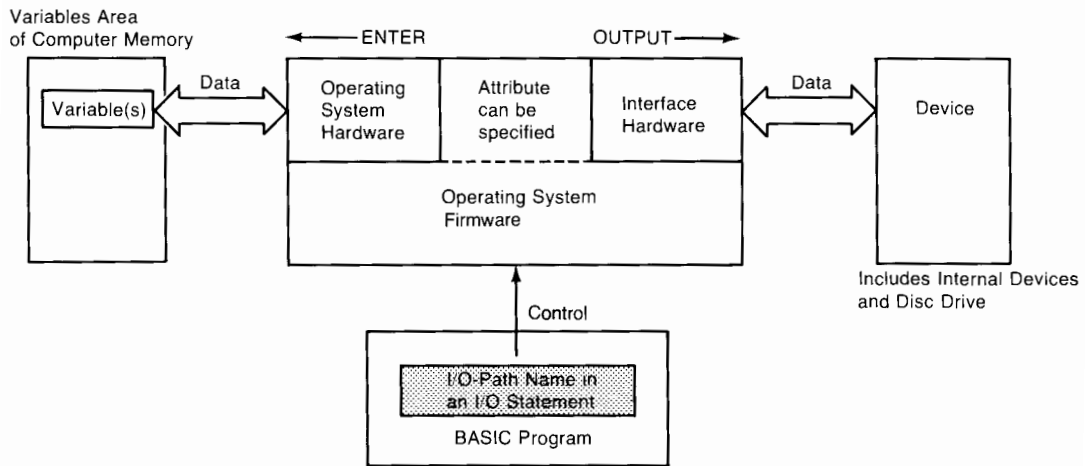 Variables Area
of Computer Memory
ENTER
OUTPUT
Variable(s)
Data
Operating
System
Hardware
Attribute
can be
specified
Interface
Hardware
Data
Device
Operating System
Firmware
Includes Internal Devices
and Disc Drive
Control
I/O-Path Name in
an I/O Statement
BASIC Program